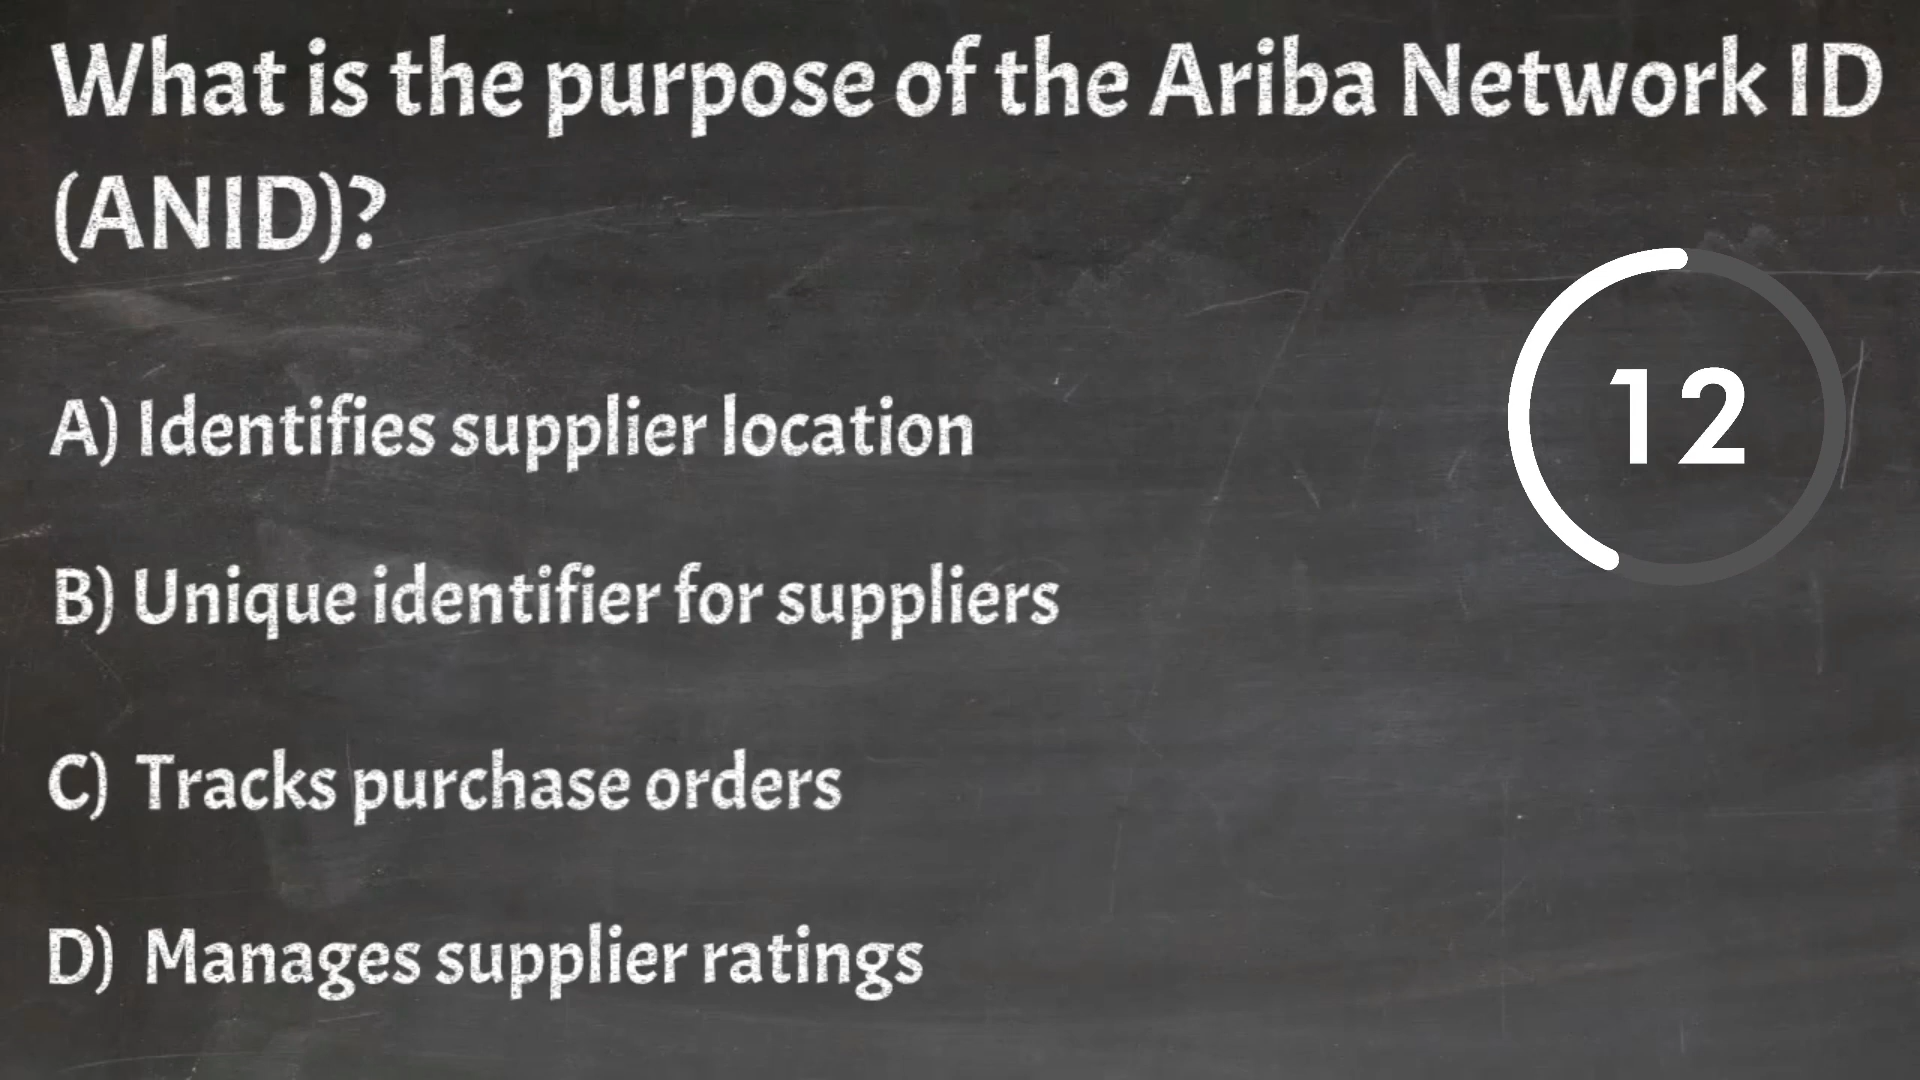 What is the purpose of the Ariba Network ID
(ANID)?
12
A) Identifies supplier location
B) Unique identifier for suppliers
C) Tracks purchase orders
D) Manages supplier ratings